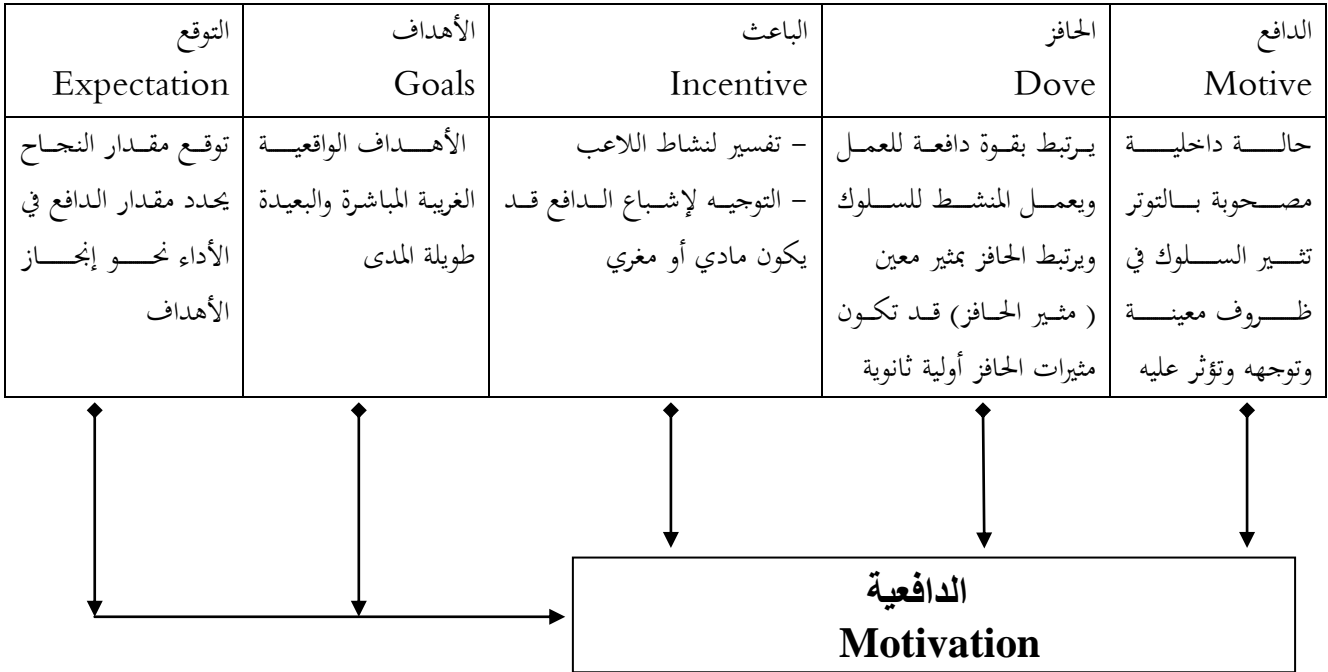 الدافع
Motive
حالة داخلية
مصحوبة بالتوتر
تثير السلوك في
ظروف معينة
وتوجهه وتؤثر عليه
الحافز
Dove
يرتبط بقوة دافعة للعمل
ويعمل المنشط للسلوك
ويرتبط الحافز بمثير معين
( مثير الحافز) قد تكون
مثيرات الحافز أولية ثانوية
الباعث
Incentive
- تفسير لنشاط اللاعب
- التوجيه لإشباع الدافع قد
يكون مادي أو مغري
الأهداف
Goals
الأهداف الواقعية
الغريبة المباشرة والبعيدة
طويلة المدى
التوقع
Expectation
توقع مقدار النجاح
يحدد مقدار الدافع في
الأداء نحو إنجاز
الأهداف
الدافعية
Motivation